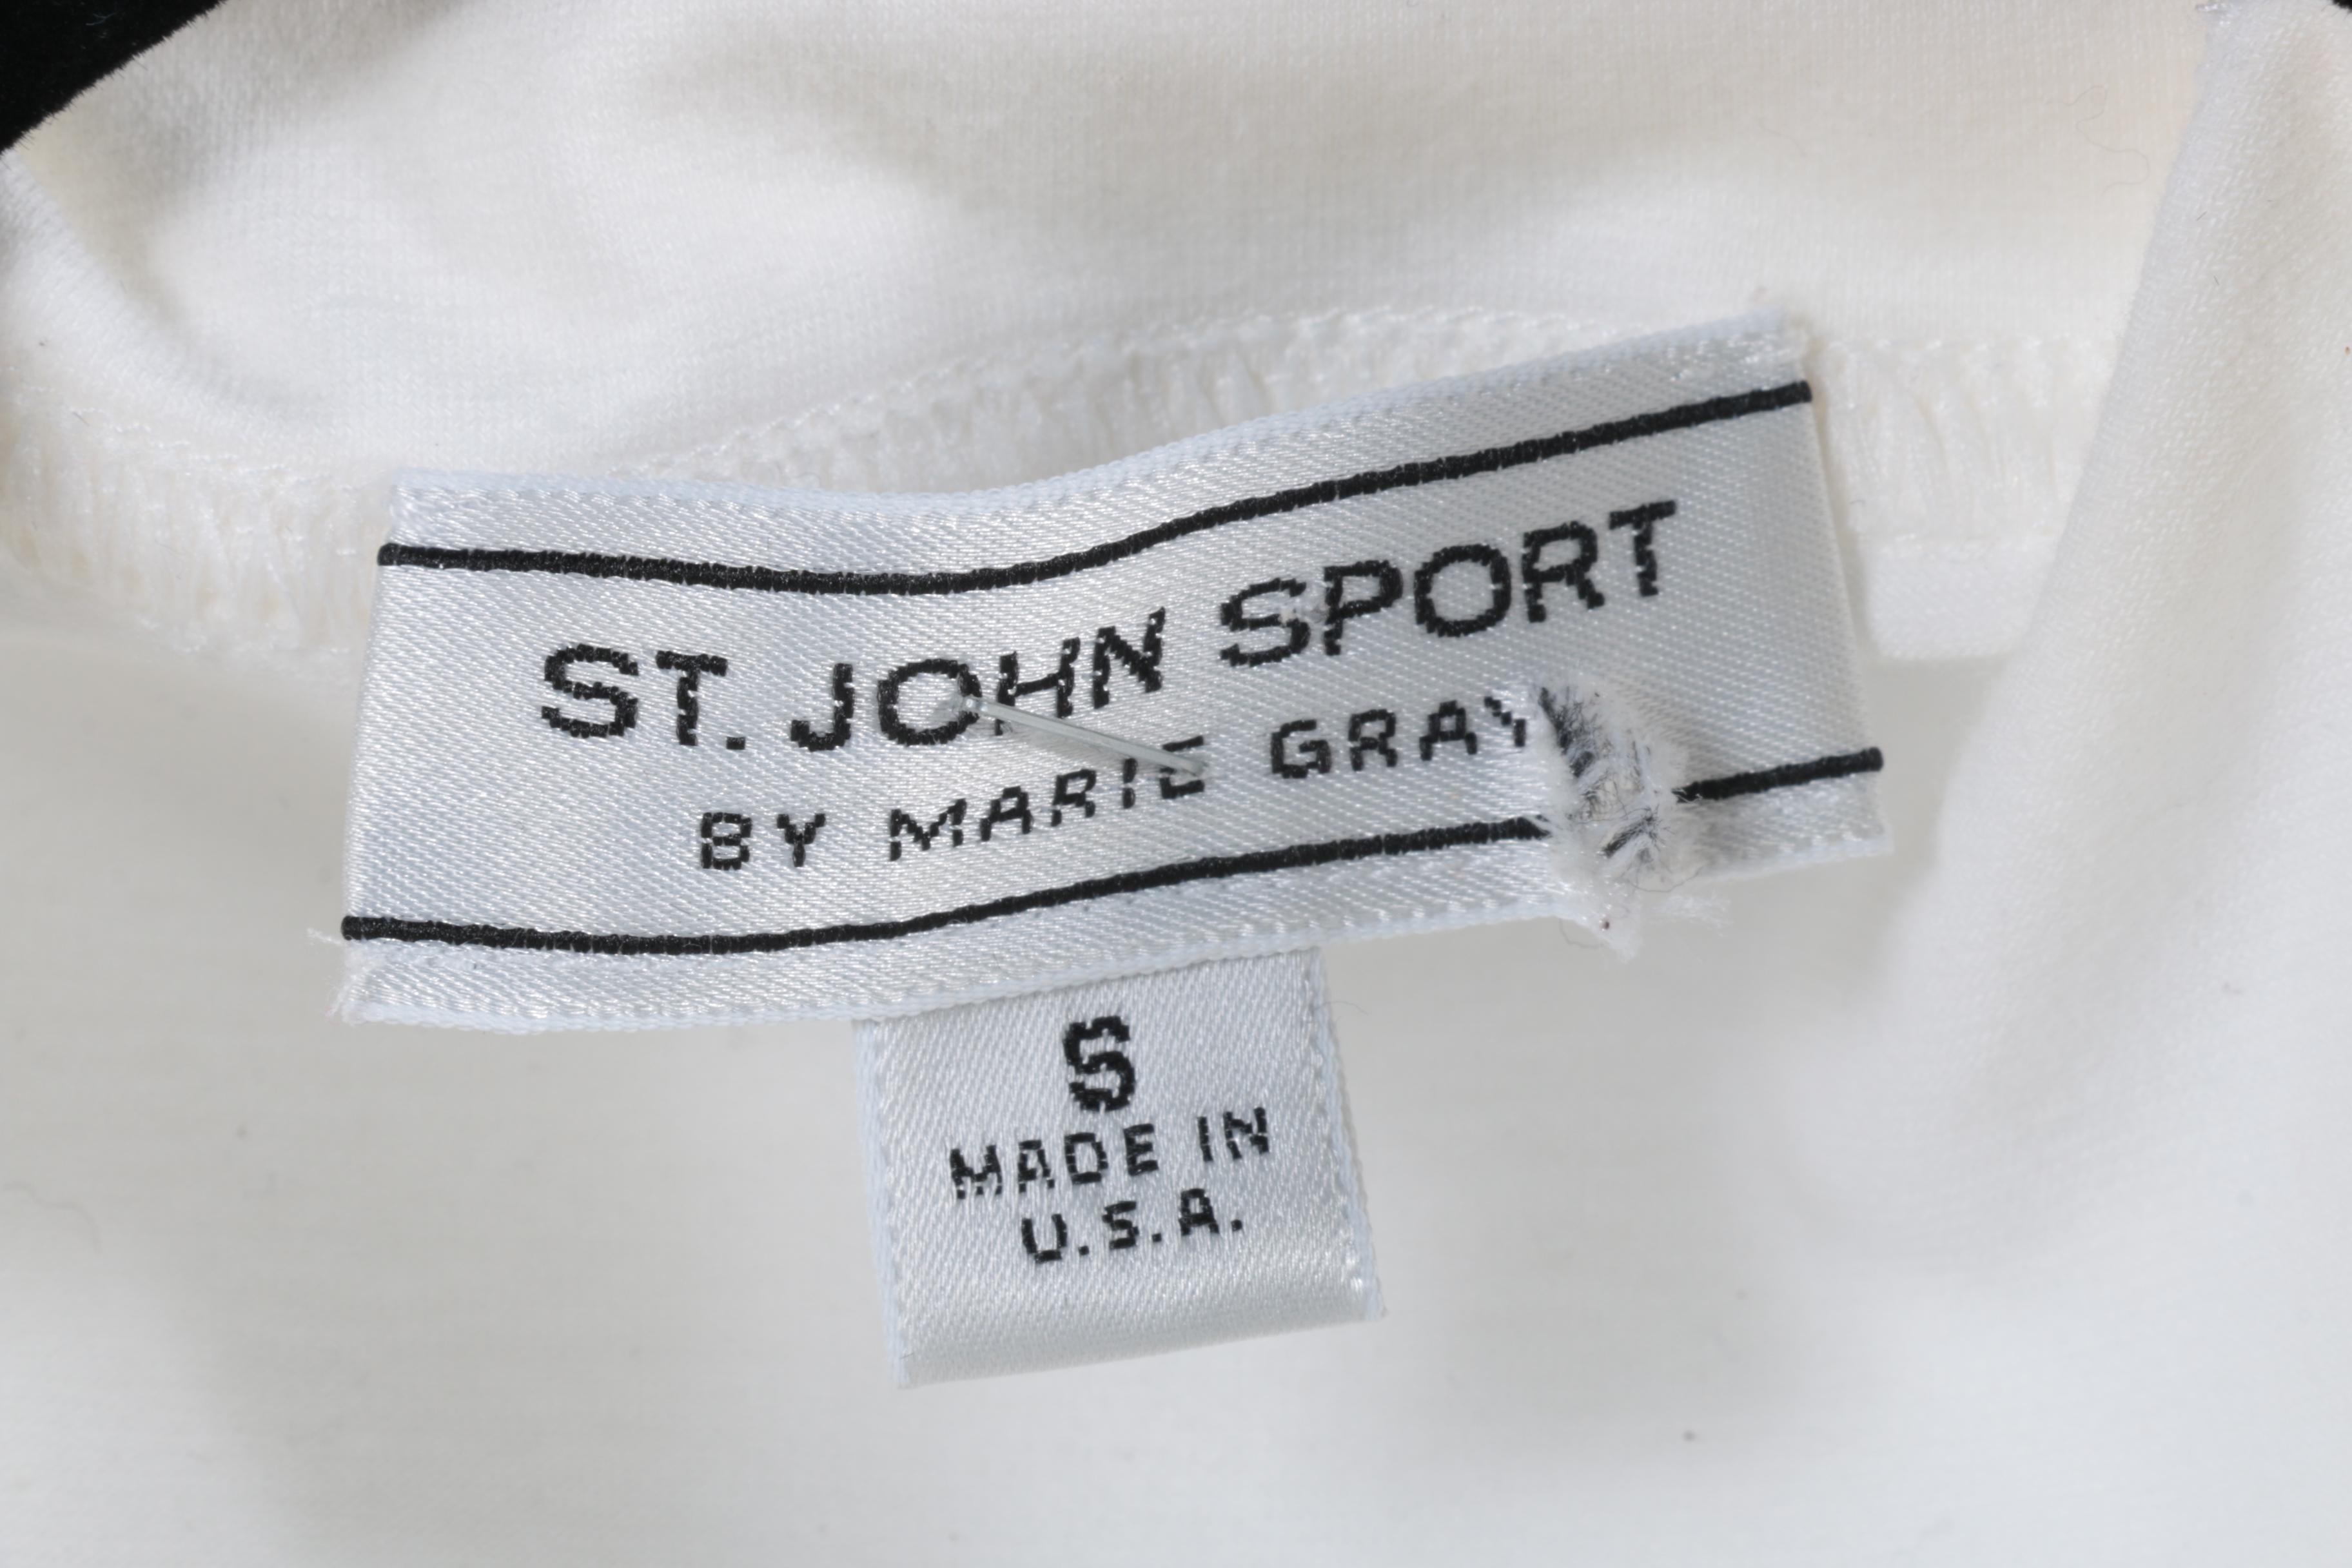 ST. JOHN SPORT
BY MARIE GRAY
S
MADE IN
U.S.A.